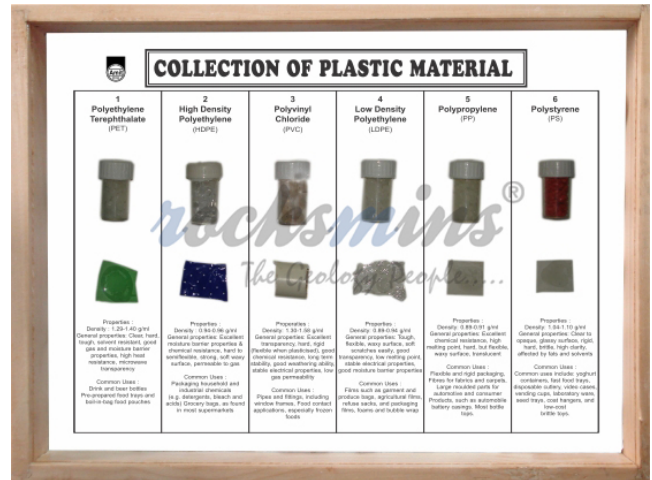 COLLECTION OF PLASTIC MATERIAL
1
Polyethylene
Terephthalate
(PET)
Properties :
Density : 1.29-1.40 g/ml
General properties: Clear, hard,
tough, solvent resistant, good
gas and moisture barrier
properties, high heat
resistance, microwave
transparency
Common Uses :
Drink and beer bottles
Pre-prepared food trays and
boil-in-bag food pouches
2
High Density
Polyethylene
(HDPE)
Properties :
Density : 0.94-0.96 g/ml
General properties: Excellent
moisture barrier properties &
chemical resistance, hard to
semiflexible, strong, soft waxy
surface, permeable to gas.
Common Uses :
Packaging household and
industrial chemicals
(e.g. detergents, bleach and
acids) Grocery bags, as found
in most supermarkets
3
Polyvinyl
Chloride
(PVC)
Density : 1.30-1.58 g/ml
General properties: Excellent
transparency, hard, rigid
(flexible when plasticised), good
chemical resistance, long term
stability, good weathering ability,
stable electrical properties, low
gas permeability
Common Uses :
Pipes and fittings, including
window frames, Food contact
applications, especially frozen
foods
4
Low Density
Polyethylene
(LDPE)
Properties :
Density: 0.89-0.94 g/ml
General properties: Tough,
flexible, waxy surface, soft
scratches easily, good
transparency, low melting point,
stable electrical properties,
good moisture barrier properties
Common Uses :
Films such as garment and
produce bags, agricultural films,
refuse sacks, and packaging
films, foams and bubble-wrap
5
Polypropylene
(PP)
Properties :
Density: 0.89-0.91 g/ml
General properties: Excellent
chemical resistance, high
melting point, hard, but flexible,
waxy surface, translucent
Common Uses :
Flexible and rigid packaging,
Fibres for fabrics and carpets,
Large moulded parts for
automotive and consumer
Products, such as automobile
battery casings. Most bottle
tops
6
Polystyrene
(PS)
Properties :
Density: 1.04-1.10 g/ml
General properties: Clear to
opaque, glassy surface, rigid,
hard, brittle, high clarity,
affected by fats and solvents
Common Uses :
Common uses include: yoghurt
containers, fast food trays,
disposable cutlery, video cases,
vending cups, laboratory ware,
seed trays, coat hangers, and
low-cost
brittle toys.
rocksmins®
The Geology People.....